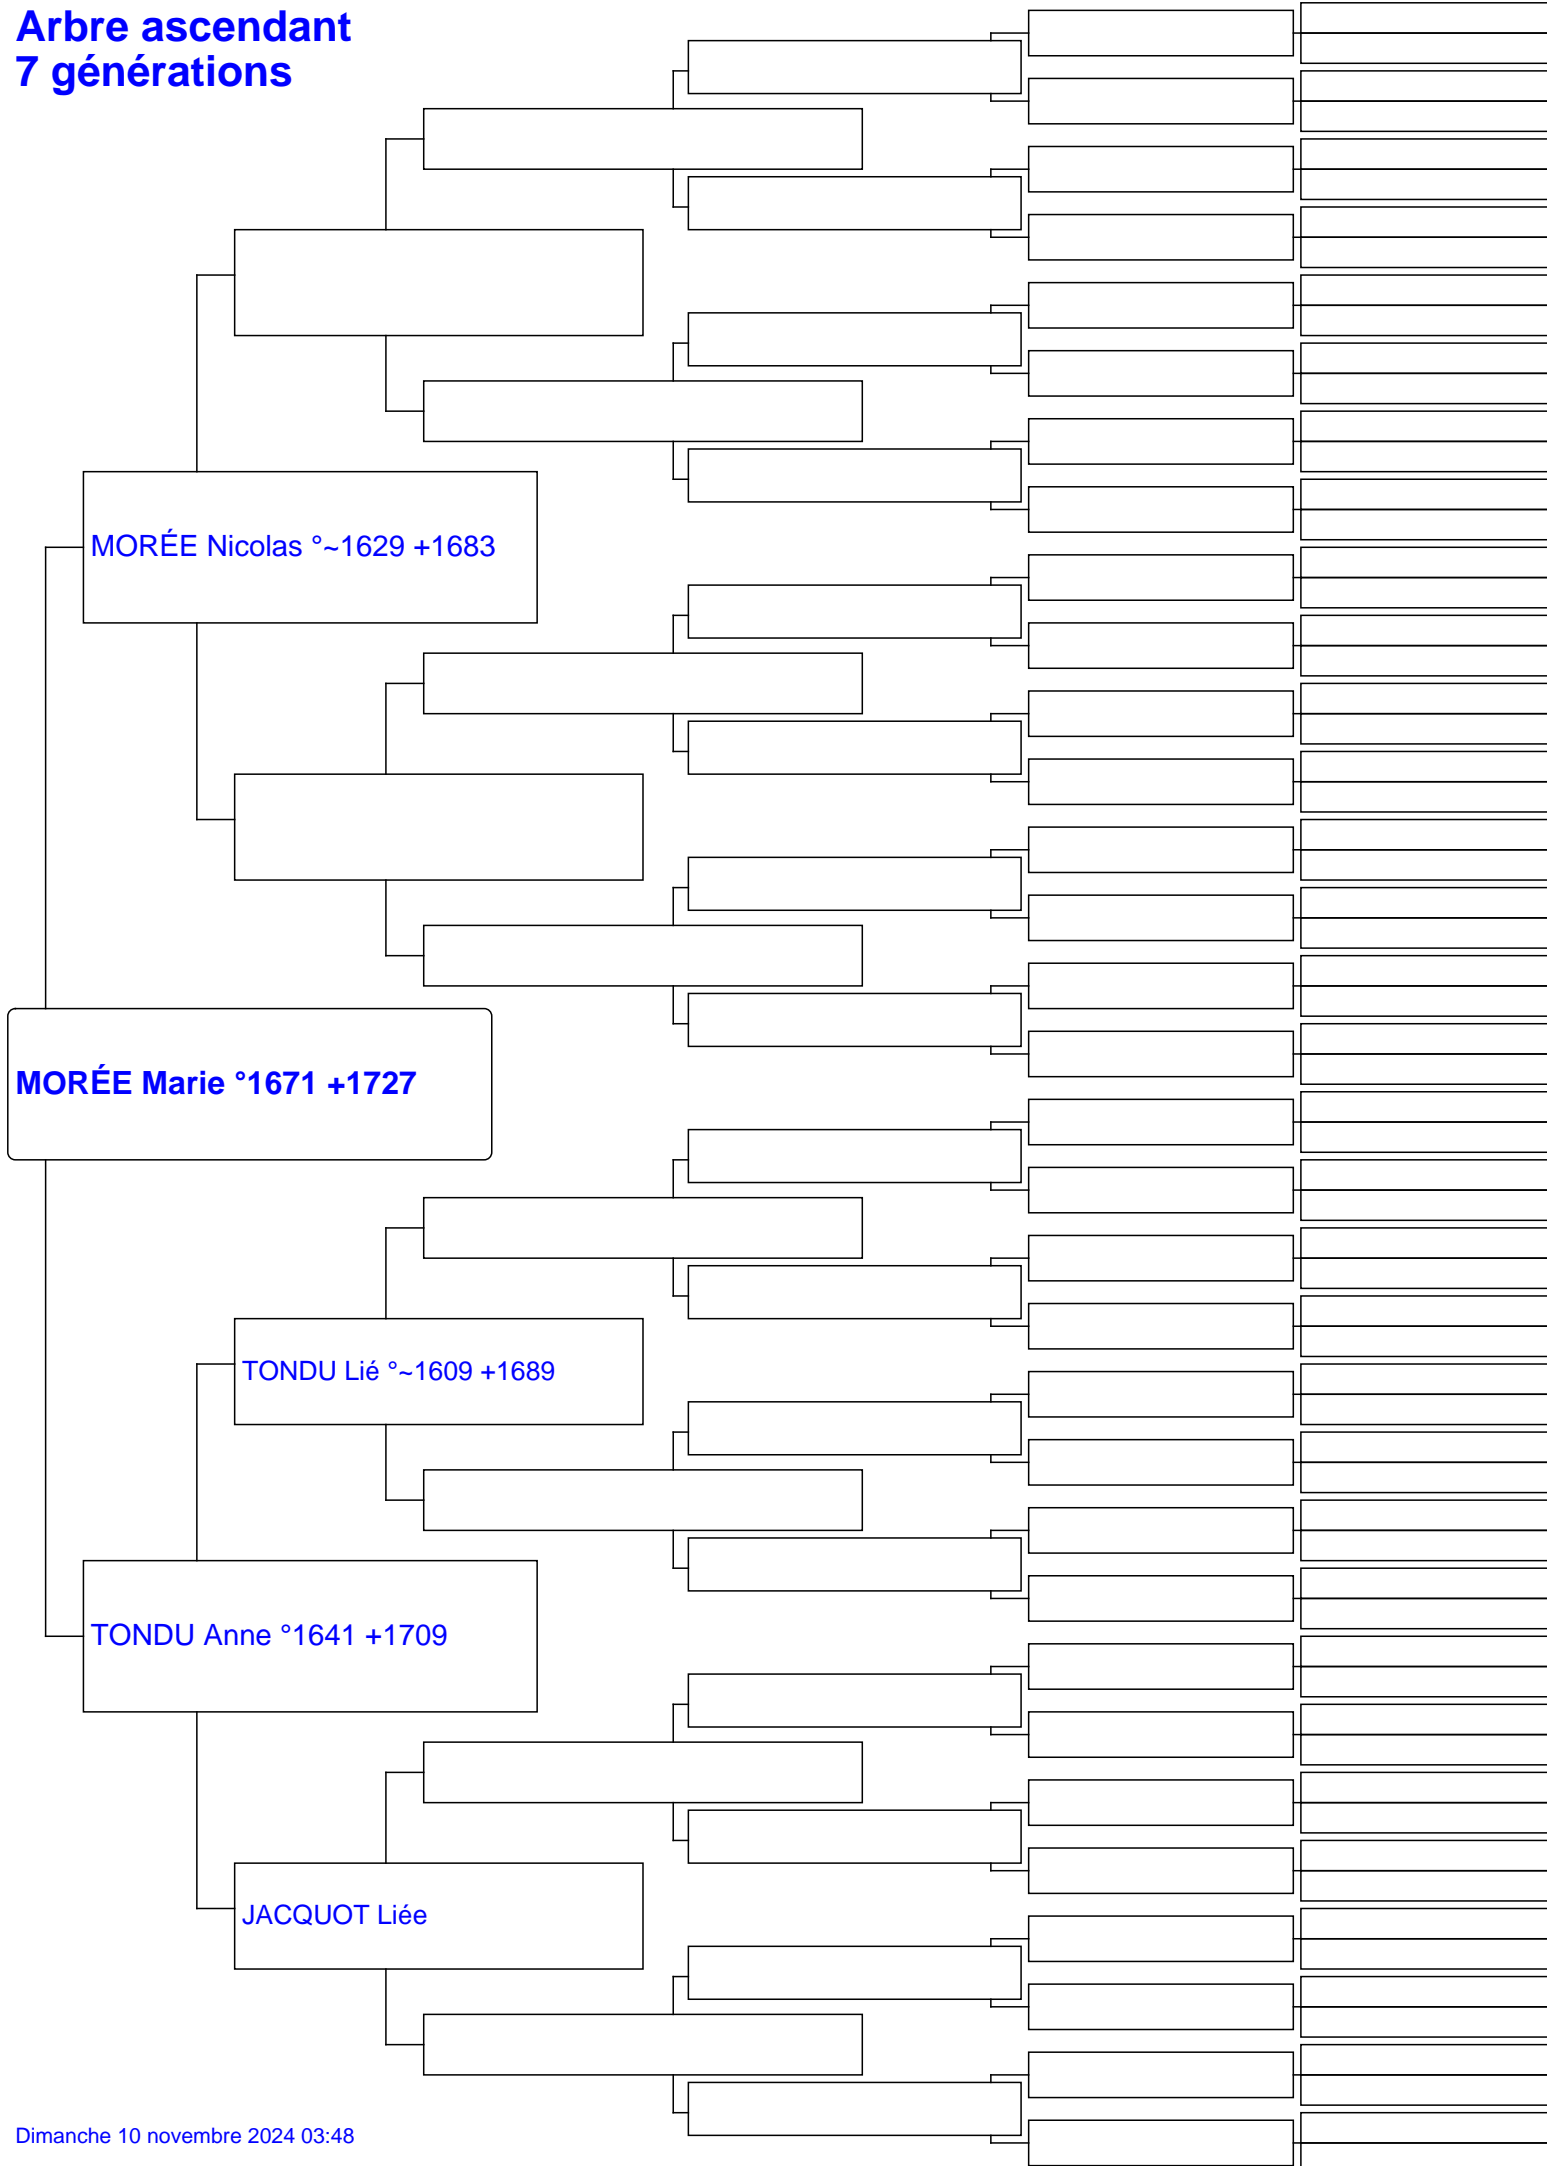 Arbre ascendant
7 générations
MORÉE Nicolas °~1629 +1683
MORÉE Marie °1671 +1727
TONDU Lié °~1609 +1689
TONDU Anne °1641 +1709
JACQUOT Liée
Dimanche 10 novembre 2024 03:48